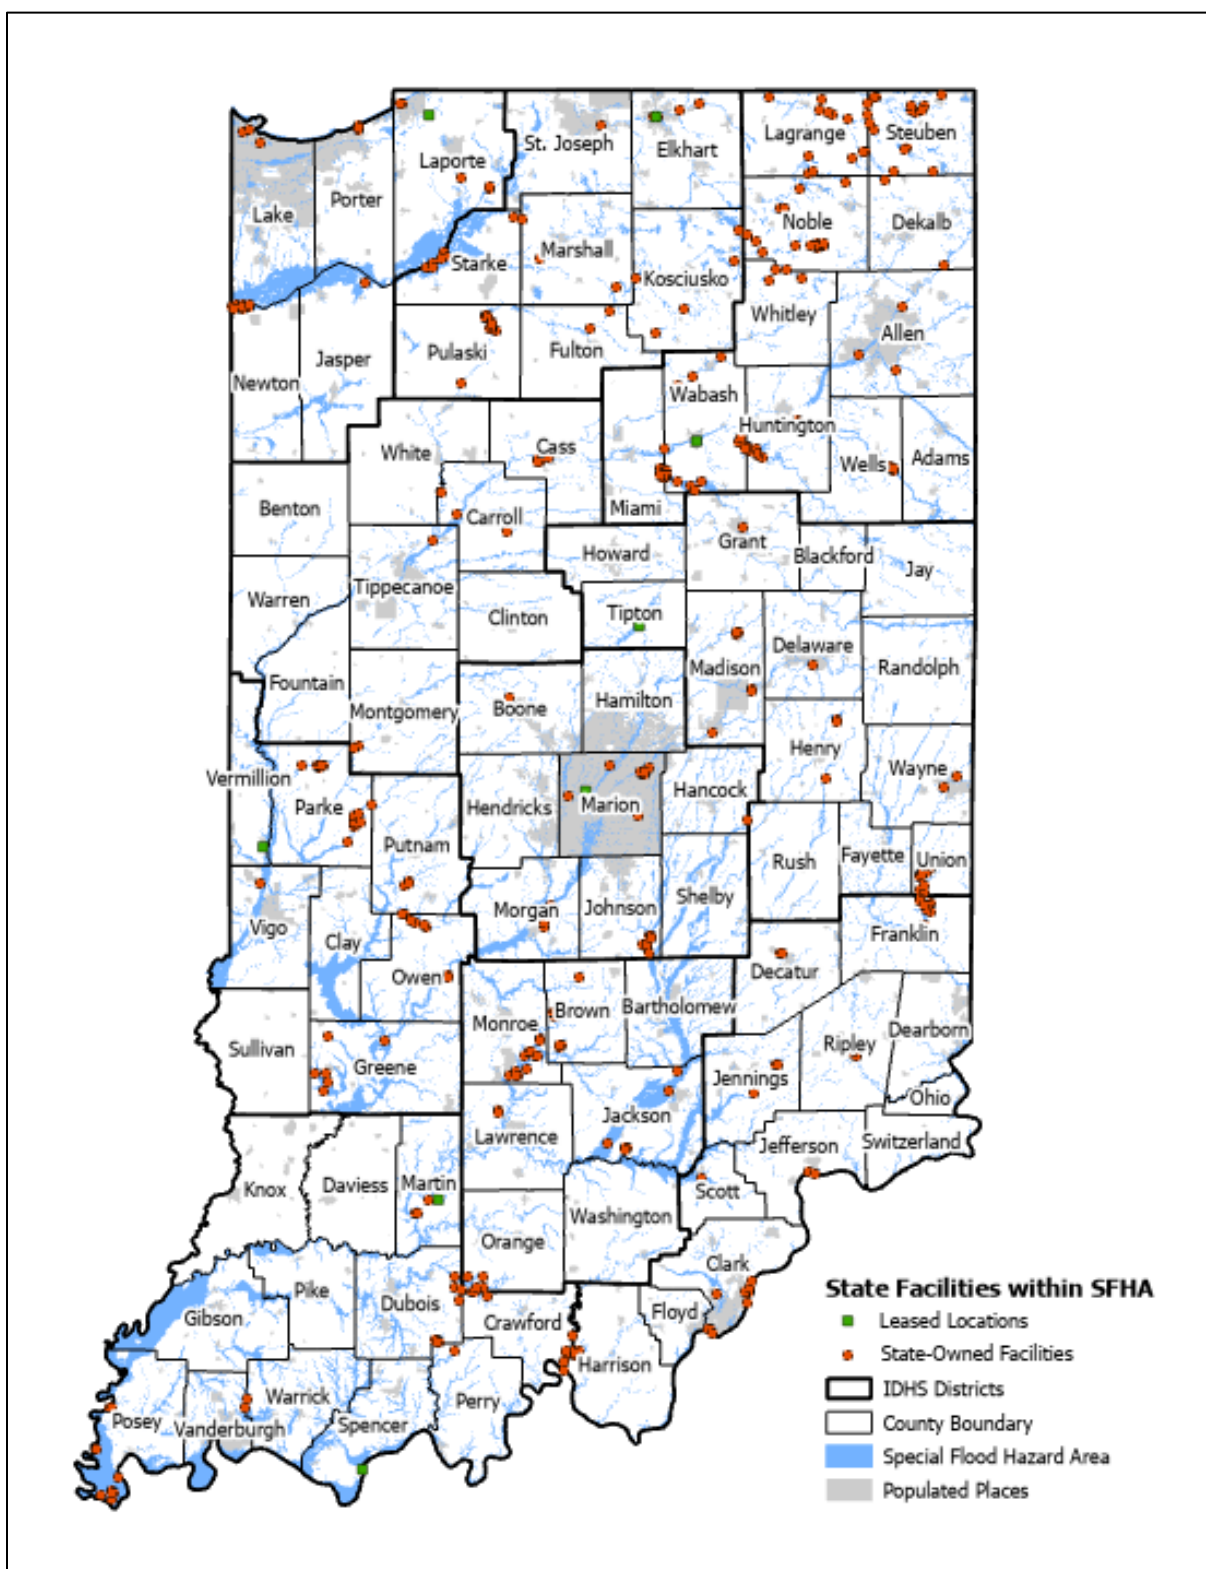 Lagrange
Steuben
St. Joseph
Elkhart
Laporte
Porter
Lake
Noble
Dekalb
Marshall
Starke
Kosciusko
Whitley
Allen
Jasper
Pulaski
Fulton
Newton
Wabash
Huntington
White
Cass
Wells
Adams
Benton
Miami
Carroll
Grant
Howard
Blackford
Jay
Warren
Tippecanoe
Clinton
Tipton
Delaware
Madison
Randolph
Fountain
Montgomery
Boone
Hamilton
Henry
Wayne
Vermillion
Parke
Hendricks
Marion
Hancock
Putnam
Rush
Fayette
Union
Vigo
Clay
Morgan
Johnson
Shelby
Franklin
Owen
Decatur
Brown
Bartholomew
Monroe
Dearborn
Sullivan
Greene
Ripley
Jennings
Ohio
Jackson
Lawrence
Jefferson
Switzerland
Knox
Daviess
Martin
Scott
Washington
Orange
Clark
Pike
Dubois
Gibson
Crawford
Floyd
Harrison
Posey
Vanderburgh
Warrick
Spencer
Perry
State Facilities within SFHA
Leased Locations
State-Owned Facilities
IDHS Districts
County Boundary
Special Flood Hazard Area
Populated Places